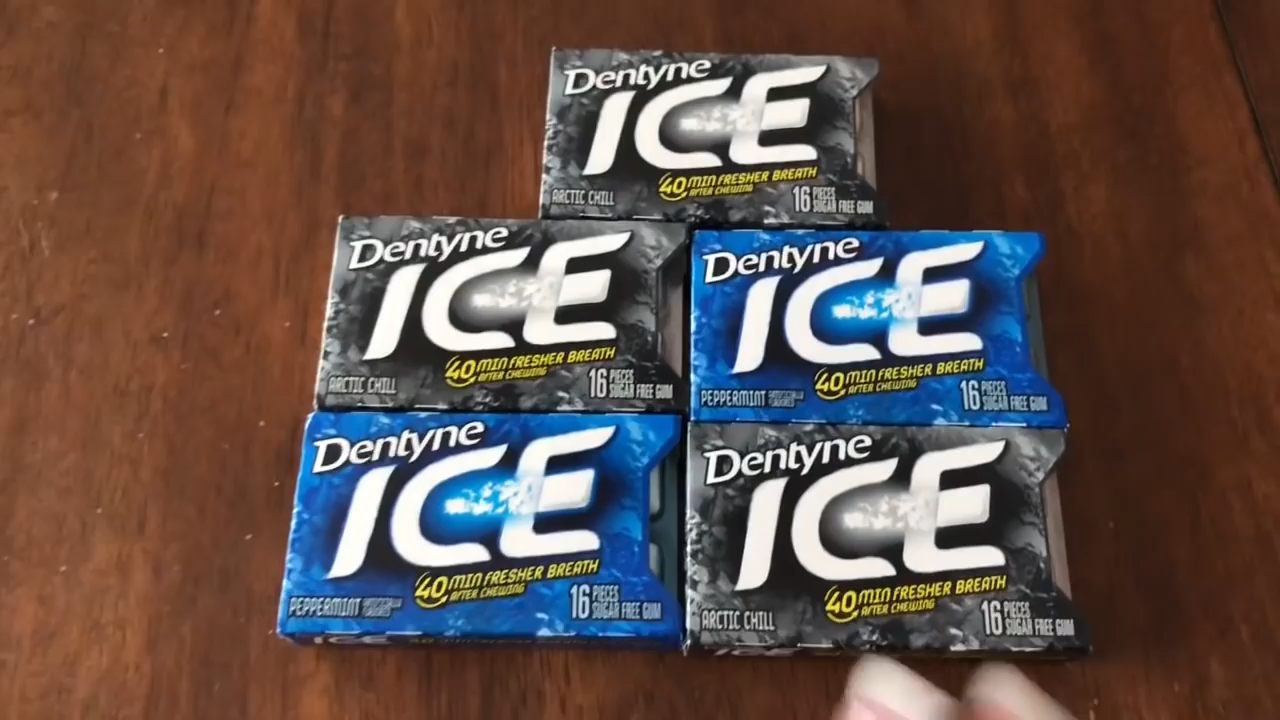 Dentyne
ICE
40 MIN FRESHER BREATH
AFTER CHEWING
ARCTIC CHILL
16 PIECES
SUGAR FREE GUM
Dentyne
ICE
40 MIN FRESHER BREATH
AFTER CHEWING
ARCTIC CHILL
16 PIECES
SUGAR FREE GUM
Dentyne
ICE
40 MIN FRESHER BREATH
AFTER CHEWING
PEPPERMINT
16 PIECES
SUGAR FREE GUM
Dentyne
ICE
40 MIN FRESHER BREATH
AFTER CHEWING
PEPPERMINT
16 PIECES
SUGAR FREE GUM
ICE
Dentyne
ICE
40 MIN FRESHER BREATH
AFTER CHEWING
ARCTIC CHILL
16 PIECES
SUGAR FREE GUM